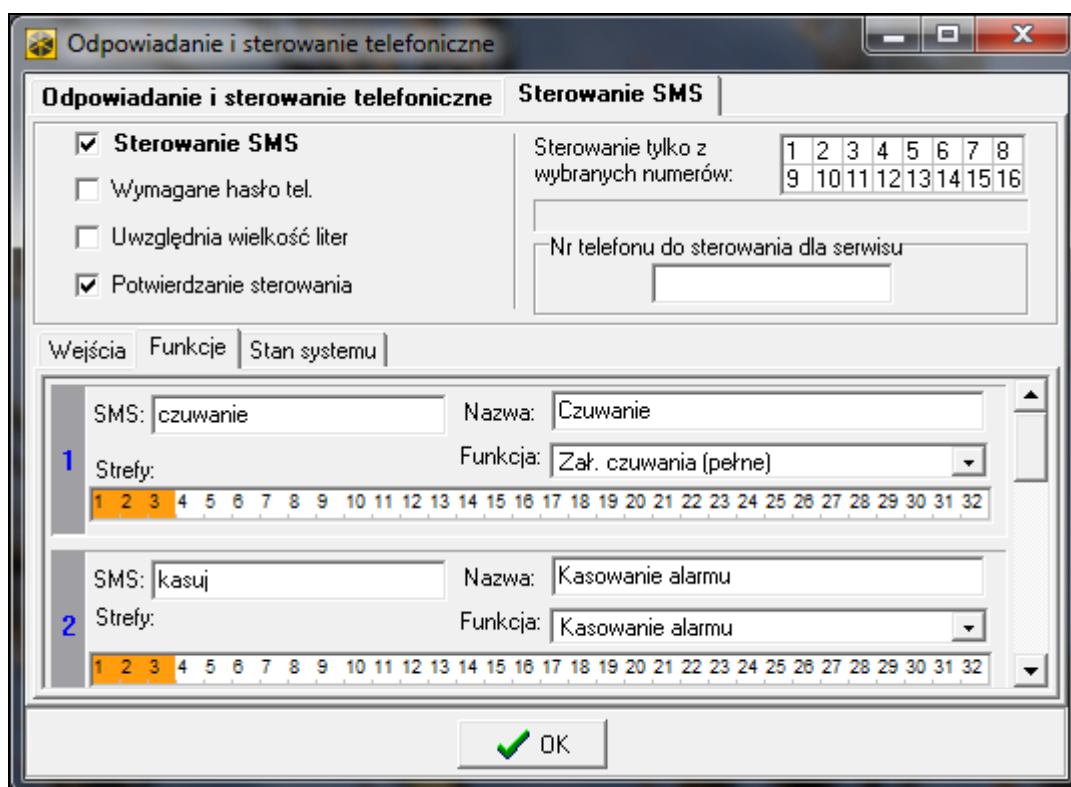 Odpowiadanie i sterowanie telefoniczne
Odpowiadanie i sterowanie telefoniczne Sterowanie SMS
Sterowanie SMS
Wymagane hasło tel.
Uwzględnia wielkość liter
Potwierdzanie sterowania
Sterowanie tylko z
wybranych numerów:
1 2 3 4 5 6 7 8
9 10 11 12 13 14 15 16
Nr telefonu do sterowania dla serwisu
Wejścia Funkcje Stan systemu
1
SMS: czuwanie Nazwa: Czuwanie
Strefy: Funkcja: Zał. czuwania (pełne)
1 2 3 4 5 6 7 8 9 10 11 12 13 14 15 16 17 18 19 20 21 22 23 24 25 26 27 28 29 30 31 32
2
SMS: kasuj Nazwa: Kasowanie alarmu
Strefy: Funkcja: Kasowanie alarmu
1 2 3 4 5 6 7 8 9 10 11 12 13 14 15 16 17 18 19 20 21 22 23 24 25 26 27 28 29 30 31 32
OK